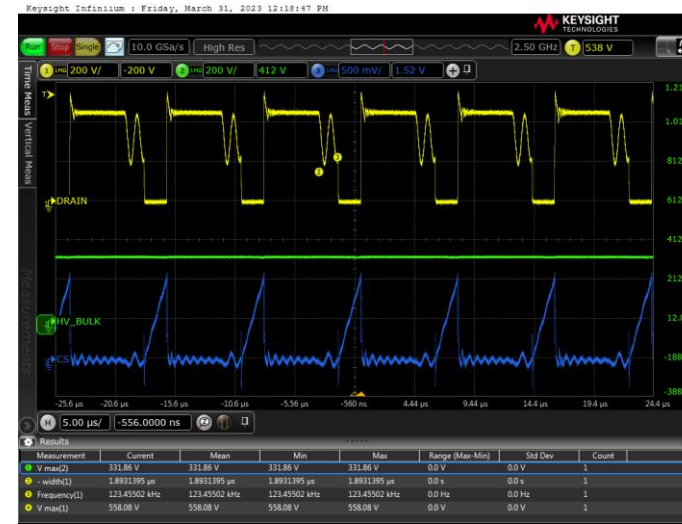 Keysight Infiniium : Friday, March 31, 2023 12:18:47 PM
KEYSIGHT
TECHNOLOGIES
Run Stop Single 10.0 GSa/s High Res 2.50 GHz T 538 V
1 1MΩ 200 V/ -200 V 2 1MΩ 200 V/ 412 V 3 1MΩ 500 mV/ 1.52 V
Time Meas
Vertical Meas
Measurements
T
1.21
1.01
812
3
2
DRAIN
612
412
212
HV_BULK
12.
CS
-188
-388
-25.6 µs -20.6 µs -15.6 µs -10.6 µs -5.56 µs -560 ns 4.44 µs 9.44 µs 14.4 µs 19.4 µs 24.4 µs
H 5.00 µs/ -556.0000 ns
Results
Measurement Current Mean Min Max Range (Max-Min) Std Dev Count
V max(2) 331.86 V 331.86 V 331.86 V 331.86 V 0.0 V 0.0 V 1
- width(1) 1.8931395 µs 1.8931395 µs 1.8931395 µs 1.8931395 µs 0.0 s 0.0 s 1
Frequency(1) 123.45502 kHz 123.45502 kHz 123.45502 kHz 123.45502 kHz 0.0 Hz 0.0 Hz 1
V max(1) 558.08 V 558.08 V 558.08 V 558.08 V 0.0 V 0.0 V 1